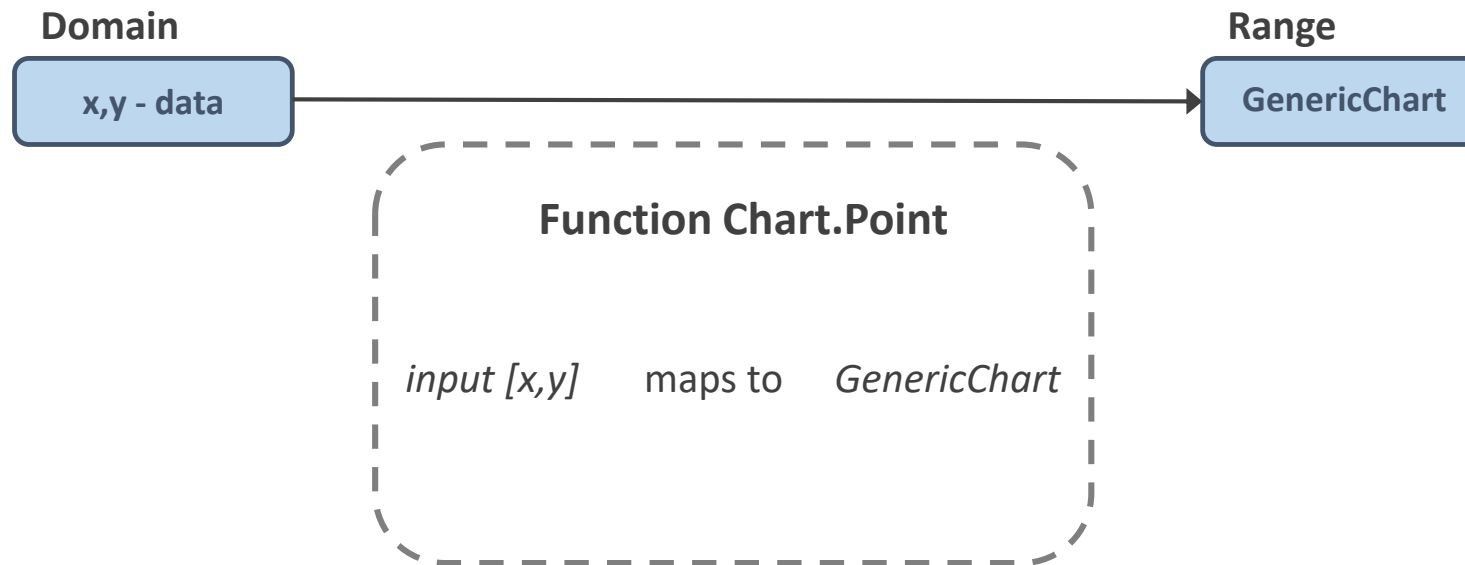 Domain
Range
x,y - data
GenericChart
Function Chart.Point
input [x,y] maps to GenericChart